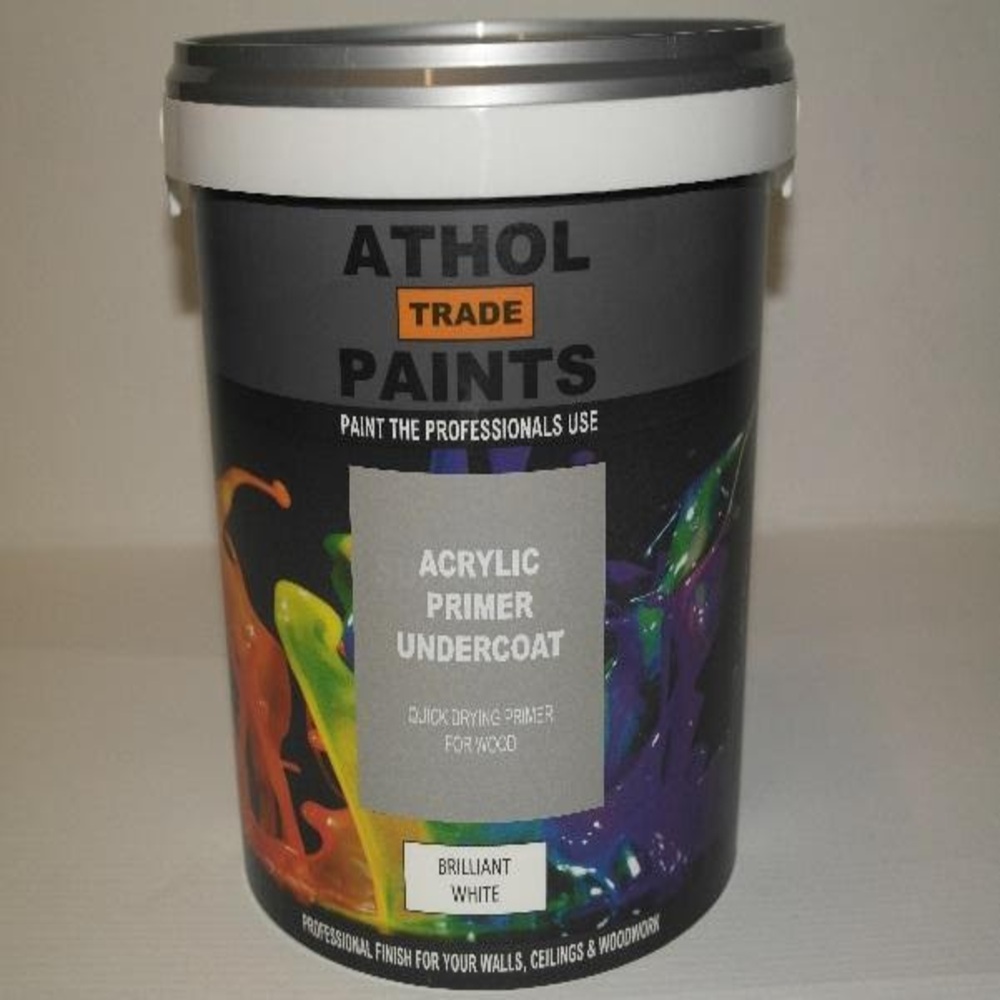 ATHOL
TRADE
PAINTS
PAINT THE PROFESSIONALS USE
ACRYLIC
PRIMER
UNDERCOAT
QUICK DRYING PRIMER
FOR WOOD
BRILLIANT
WHITE
PROFESSIONAL FINISH FOR YOUR WALLS, CEILINGS & WOODWORK